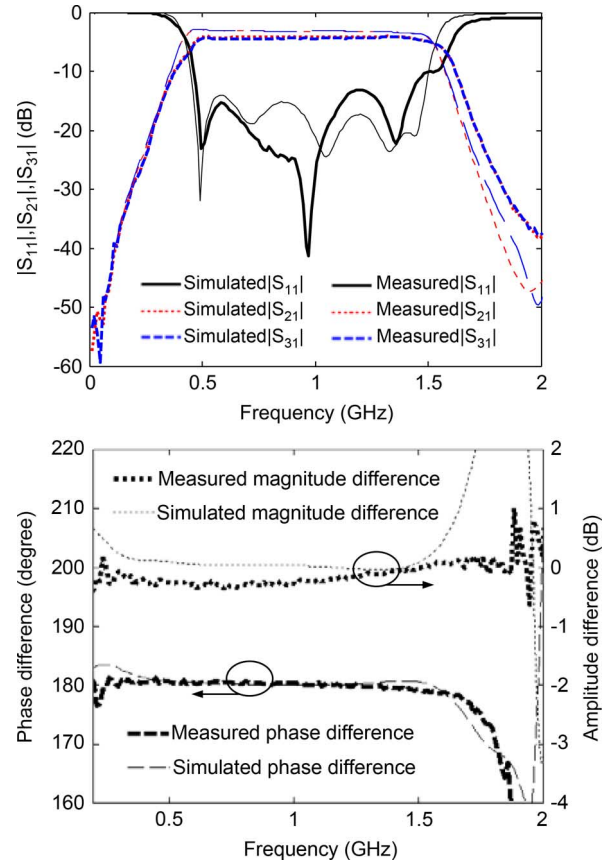 0
-10
-20
-30
-40
-50
-60
|S11|,|S21|,|S31| (dB)
Simulated|S11| Measured|S11|
Simulated|S21| Measured|S21|
Simulated|S31| Measured|S31|
0 0.5 1 1.5 2
Frequency (GHz)
220
210
200
190
180
170
160
Phase difference (degree)
Measured magnitude difference
Simulated magnitude difference
Measured phase difference
Simulated phase difference
2
1
0
-1
-2
-3
-4
Amplitude difference (dB)
0.5 1 1.5 2
Frequency (GHz)